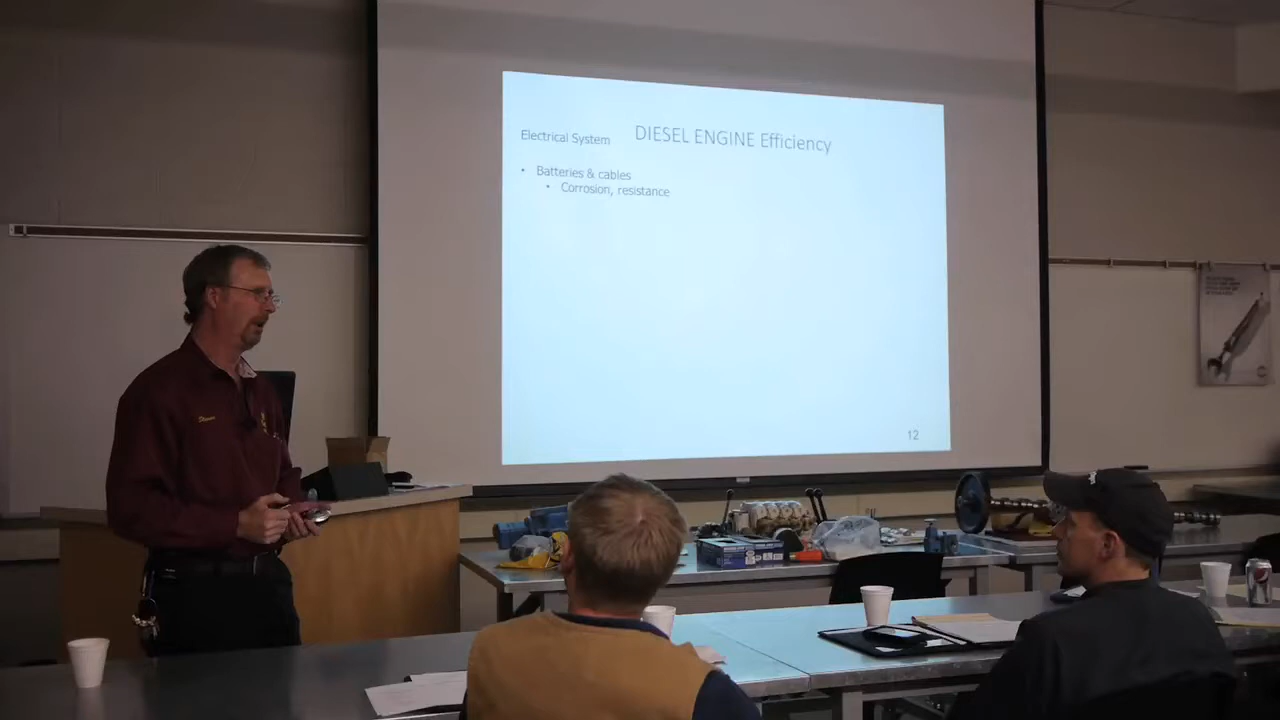 Electrical System
DIESEL ENGINE Efficiency
• Batteries & cables
• Corrosion, resistance
12